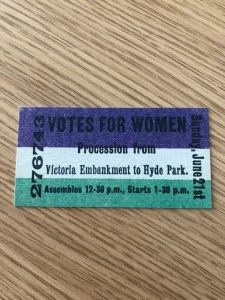 276743
VOTES FOR WOMEN
Procession from
Victoria Embankment to Hyde Park.
Assembles 12-30 p.m., Starts 1-30 p.m.
Sunday, June 21st